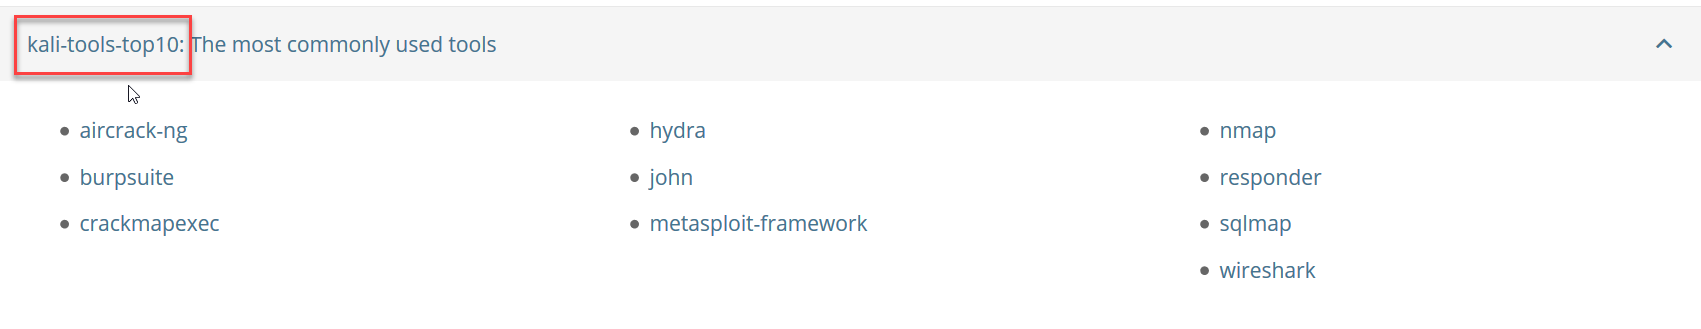 kali-tools-top10: The most commonly used tools
aircrack-ng
burpsuite
crackmapexec
hydra
john
metasploit-framework
nmap
responder
sqlmap
wireshark